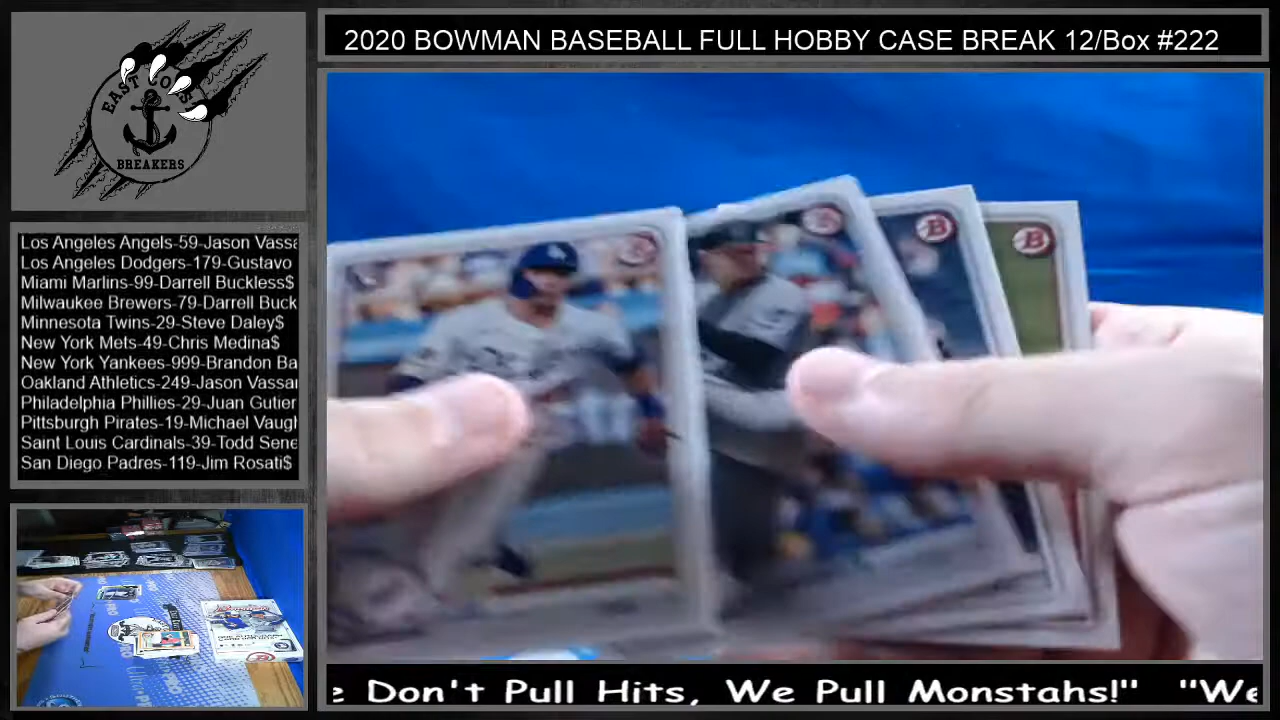 2020 BOWMAN BASEBALL FULL HOBBY CASE BREAK 12/Box #222
EAST COAST
BREAKERS
Los Angeles Angels-59-Jason Vassa
Los Angeles Dodgers-179-Gustavo
Miami Marlins-99-Darrell Buckless$
Milwaukee Brewers-79-Darrell Buck
Minnesota Twins-29-Steve Daley$
New York Mets-49-Chris Medina$
New York Yankees-999-Brandon Ba
Oakland Athletics-249-Jason Vassar
Philadelphia Phillies-29-Juan Gutier
Pittsburgh Pirates-19-Michael Vaugh
Saint Louis Cardinals-39-Todd Sene
San Diego Padres-119-Jim Rosati$
B
B
Bowman
e Don't Pull Hits, We Pull Monstahs!" "We